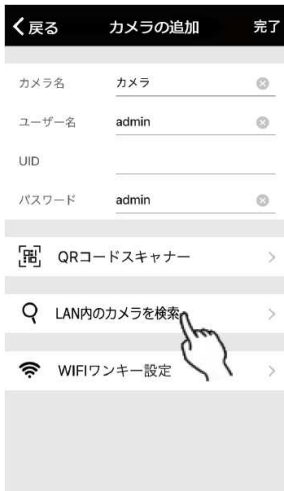 戻る カメラの追加 完了
カメラ名 カメラ
ユーザー名 admin
UID
パスワード admin
QRコードスキャナー
LAN内のカメラを検索
WIFIワンキー設定